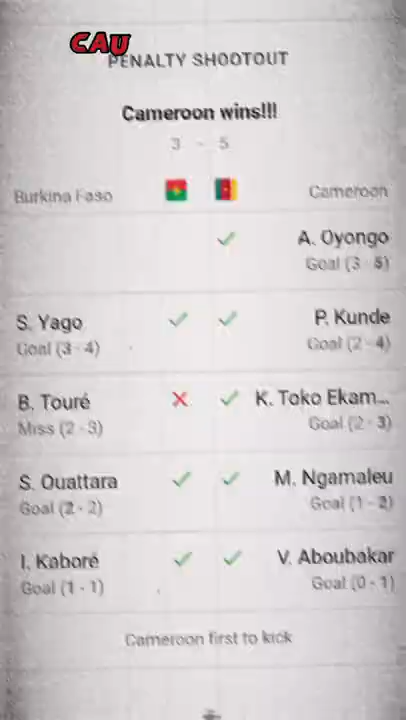 CAU
PENALTY SHOOTOUT
Cameroon wins!!!
3 - 5
Burkina Faso Cameroon
A. Oyongo
Goal (3 - 5)
S. Yago P. Kunde
Goal (3 - 4) Goal (2 - 4)
B. Touré K. Toko Ekam...
Miss (2 - 3) Goal (2 - 3)
S. Ouattara M. Ngamaleu
Goal (2 - 2) Goal (1 - 2)
I. Kaboré V. Aboubakar
Goal (1 - 1) Goal (0 - 1)
Cameroon first to kick